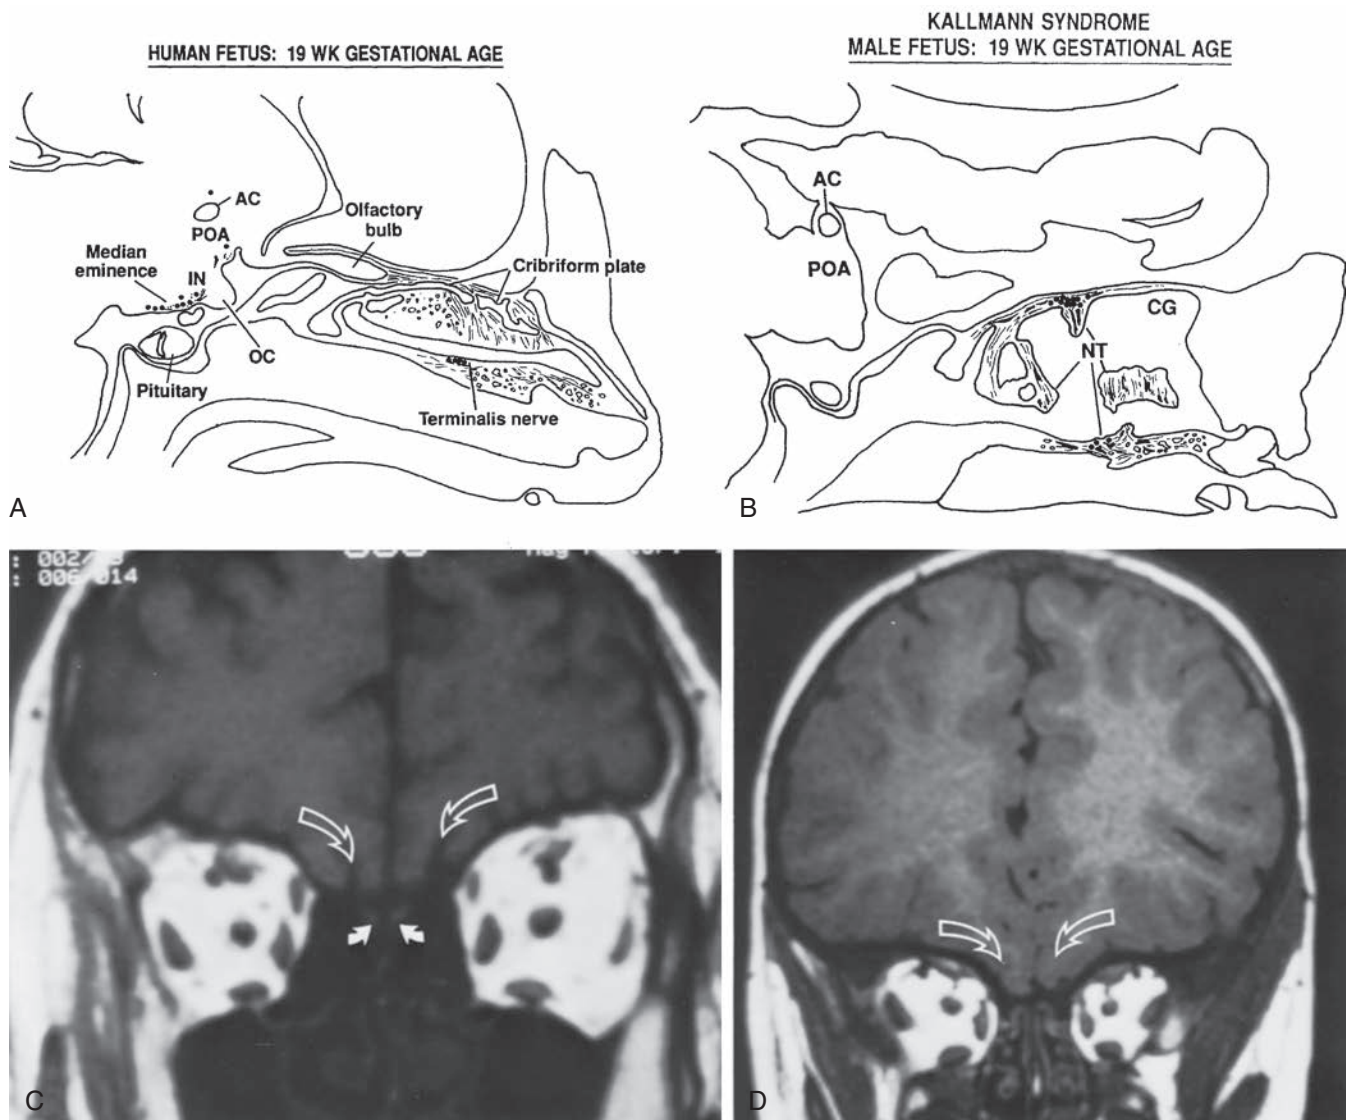 HUMAN FETUS: 19 WK GESTATIONAL AGE
AC
POA
Olfactory
bulb
Median
eminence
IN
Cribriform plate
OC
Pituitary
Terminalis nerve
A
KALLMANN SYNDROME
MALE FETUS: 19 WK GESTATIONAL AGE
AC
POA
CG
NT
B
: 002/
: 006 014
C
D